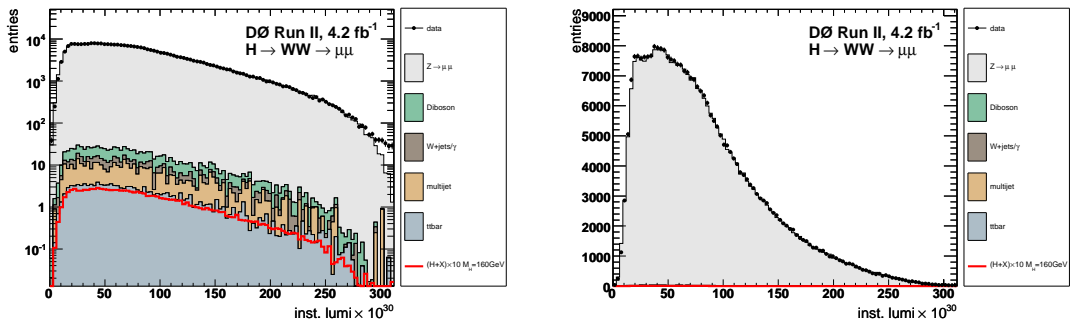 entries
10⁴
10³
10²
10
1
10⁻¹
0 50 100 150 200 250 300
inst. lumi × 10³⁰
DØ Run II, 4.2 fb⁻¹
H → WW → μμ
data
Z→μμ
Diboson
W+jets/γ
multijet
ttbar
(H+X)×10 M_H=160GeV
entries
9000
8000
7000
6000
5000
4000
3000
2000
1000
0
0 50 100 150 200 250 300
inst. lumi × 10³⁰
DØ Run II, 4.2 fb⁻¹
H → WW → μμ
data
Z→μμ
Diboson
W+jets/γ
multijet
ttbar
(H+X)×10 M_H=160GeV